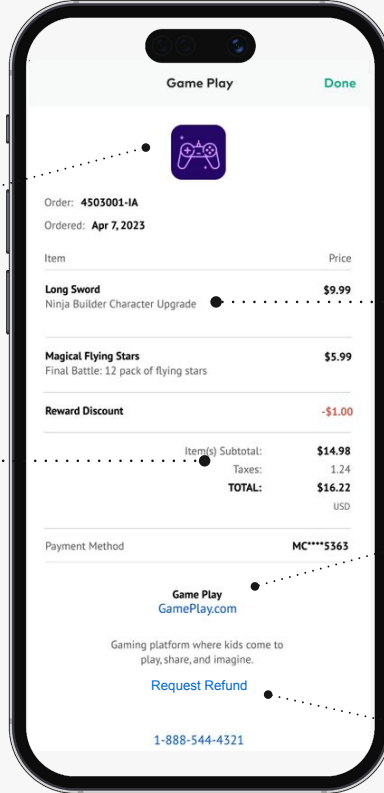 Game Play Done
Order: 4503001-IA
Ordered: Apr 7, 2023
Item Price
Long Sword $9.99
Ninja Builder Character Upgrade
Magical Flying Stars $5.99
Final Battle: 12 pack of flying stars
Reward Discount -$1.00
Item(s) Subtotal: $14.98
Taxes: 1.24
TOTAL: $16.22
USD
Payment Method MC****5363
Game Play
GamePlay.com
Gaming platform where kids come to
play, share, and imagine.
Request Refund
1-888-544-4321